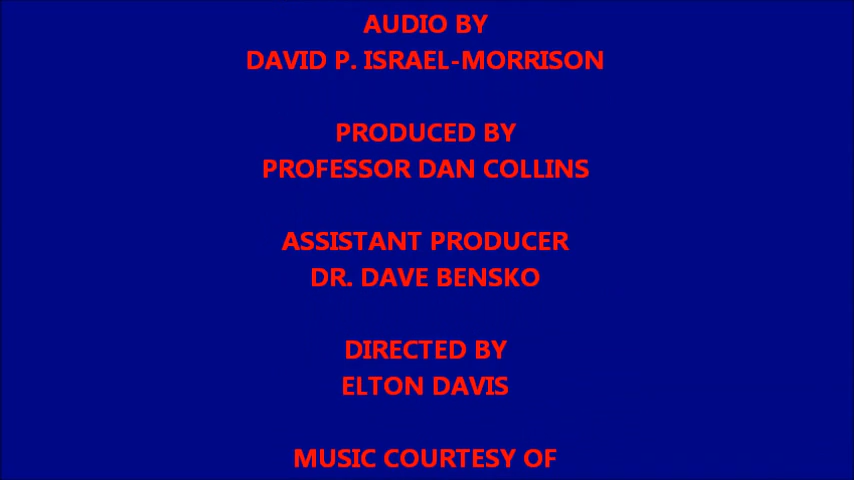 AUDIO BY
DAVID P. ISRAEL-MORRISON
PRODUCED BY
PROFESSOR DAN COLLINS
ASSISTANT PRODUCER
DR. DAVE BENSKO
DIRECTED BY
ELTON DAVIS
MUSIC COURTESY OF